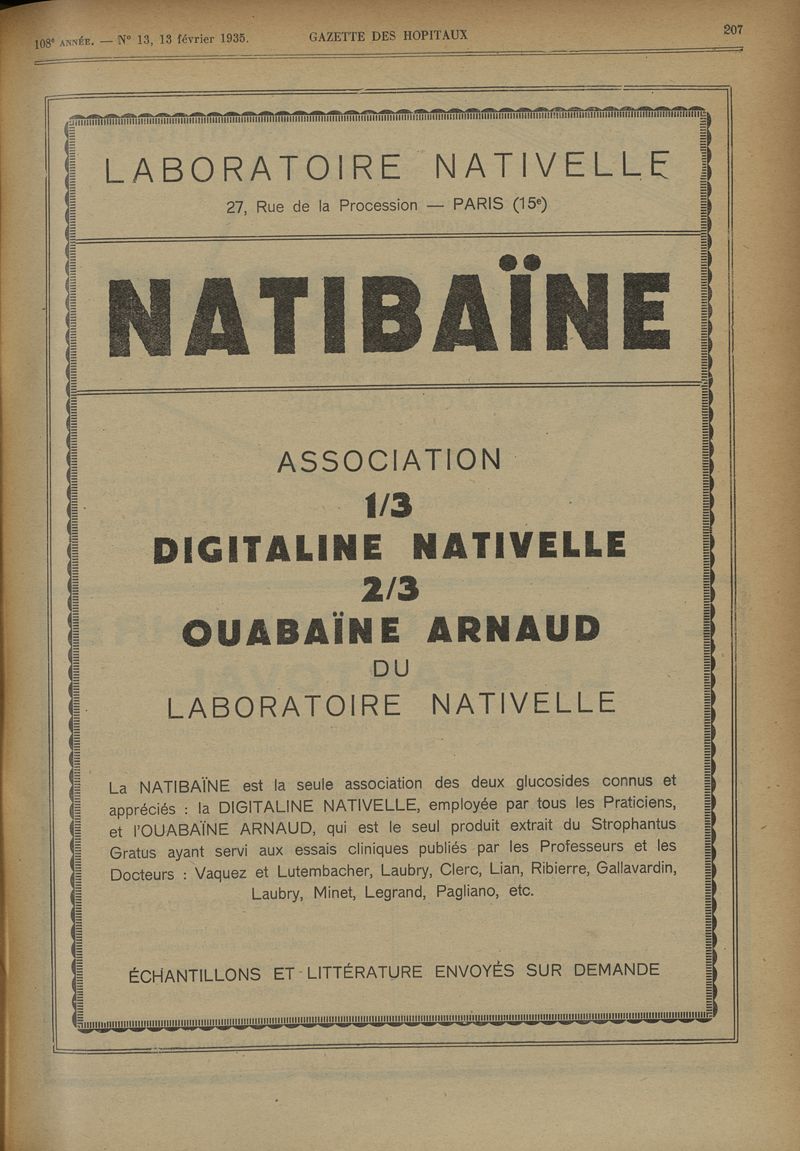 108e ANNÉE. — N° 13, 13 février 1935.
GAZETTE DES HOPITAUX
207
LABORATOIRE NATIVELLE
27, Rue de la Procession — PARIS (15e)
NATIBAÏNE
ASSOCIATION
1/3
DIGITALINE NATIVELLE
2/3
OUABAÏNE ARNAUD
DU
LABORATOIRE NATIVELLE
La NATIBAÏNE est la seule association des deux glucosides connus et
appréciés : la DIGITALINE NATIVELLE, employée par tous les Praticiens,
et l'OUABAÏNE ARNAUD, qui est le seul produit extrait du Strophantus
Gratus ayant servi aux essais cliniques publiés par les Professeurs et les
Docteurs : Vaquez et Lutembacher, Laubry, Clerc, Lian, Ribierre, Gallavardin,
Laubry, Minet, Legrand, Pagliano, etc.
ÉCHANTILLONS ET LITTÉRATURE ENVOYÉS SUR DEMANDE